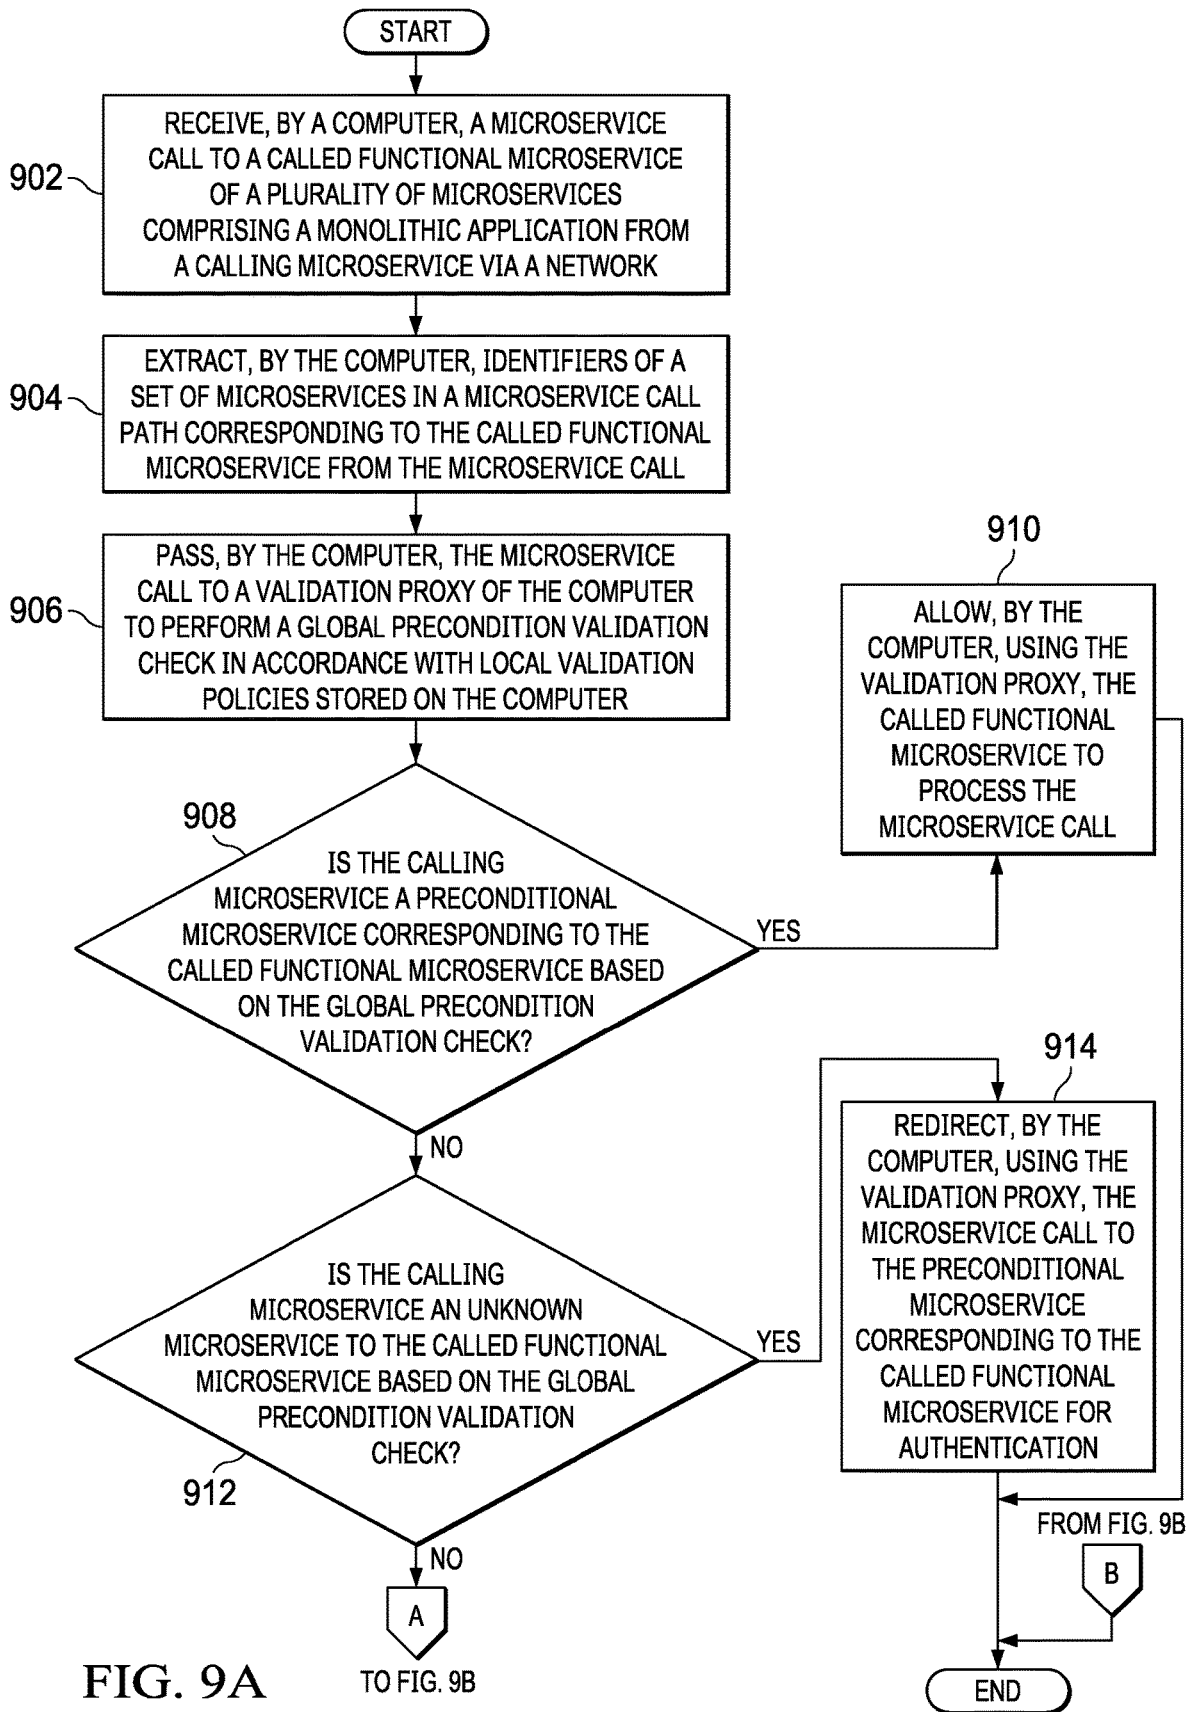 START
902
RECEIVE, BY A COMPUTER, A MICROSERVICE
CALL TO A CALLED FUNCTIONAL MICROSERVICE
OF A PLURALITY OF MICROSERVICES
COMPRISING A MONOLITHIC APPLICATION FROM
A CALLING MICROSERVICE VIA A NETWORK
904
EXTRACT, BY THE COMPUTER, IDENTIFIERS OF A
SET OF MICROSERVICES IN A MICROSERVICE CALL
PATH CORRESPONDING TO THE CALLED FUNCTIONAL
MICROSERVICE FROM THE MICROSERVICE CALL
906
PASS, BY THE COMPUTER, THE MICROSERVICE
CALL TO A VALIDATION PROXY OF THE COMPUTER
TO PERFORM A GLOBAL PRECONDITION VALIDATION
CHECK IN ACCORDANCE WITH LOCAL VALIDATION
POLICIES STORED ON THE COMPUTER
908
IS THE CALLING
MICROSERVICE A PRECONDITIONAL
MICROSERVICE CORRESPONDING TO THE
CALLED FUNCTIONAL MICROSERVICE BASED
ON THE GLOBAL PRECONDITION
VALIDATION CHECK?
YES
910
ALLOW, BY THE
COMPUTER, USING THE
VALIDATION PROXY, THE
CALLED FUNCTIONAL
MICROSERVICE TO
PROCESS THE
MICROSERVICE CALL
NO
IS THE CALLING
MICROSERVICE AN UNKNOWN
MICROSERVICE TO THE CALLED FUNCTIONAL
MICROSERVICE BASED ON THE GLOBAL
PRECONDITION VALIDATION
CHECK?
912
YES
914
REDIRECT, BY THE
COMPUTER, USING THE
VALIDATION PROXY, THE
MICROSERVICE CALL TO
THE PRECONDITIONAL
MICROSERVICE
CORRESPONDING TO THE
CALLED FUNCTIONAL
MICROSERVICE FOR
AUTHENTICATION
NO
A
TO FIG. 9B
FROM FIG. 9B
B
END
FIG. 9A